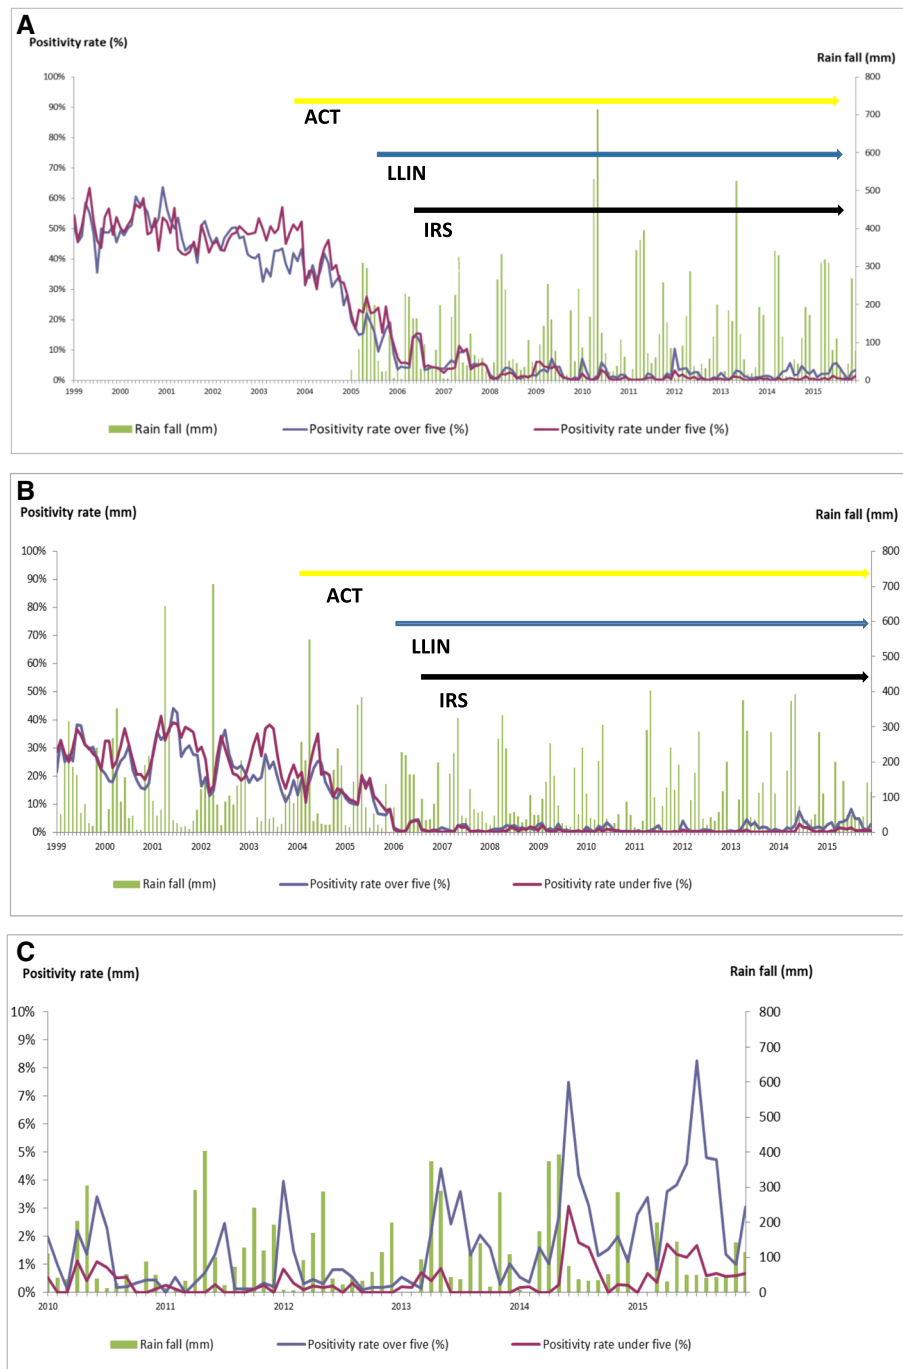 A
Positivity rate (%)
Rain fall (mm)
100% 800
90% 700
80% 600
70% 500
60% 400
50% 300
40% 200
30% 100
20% 0
10%
0%
ACT
LLIN
IRS
1999 2000 2001 2002 2003 2004 2005 2006 2007 2008 2009 2010 2011 2012 2013 2014 2015
Rain fall (mm) Positivity rate over five (%) Positivity rate under five (%)
B
Positivity rate (mm)
Rain fall (mm)
100% 800
90% 700
80% 600
70% 500
60% 400
50% 300
40% 200
30% 100
20% 0
10%
0%
ACT
LLIN
IRS
1999 2000 2001 2002 2003 2004 2005 2006 2007 2008 2009 2010 2011 2012 2013 2014 2015
Rain fall (mm) Positivity rate over five (%) Positivity rate under five (%)
C
Positivity rate (mm)
Rain fall (mm)
10% 800
9% 700
8% 600
7% 500
6% 400
5% 300
4% 200
3% 100
2% 0
1%
0%
2010 2011 2012 2013 2014 2015
Rain fall (mm) Positivity rate over five (%) Positivity rate under five (%)